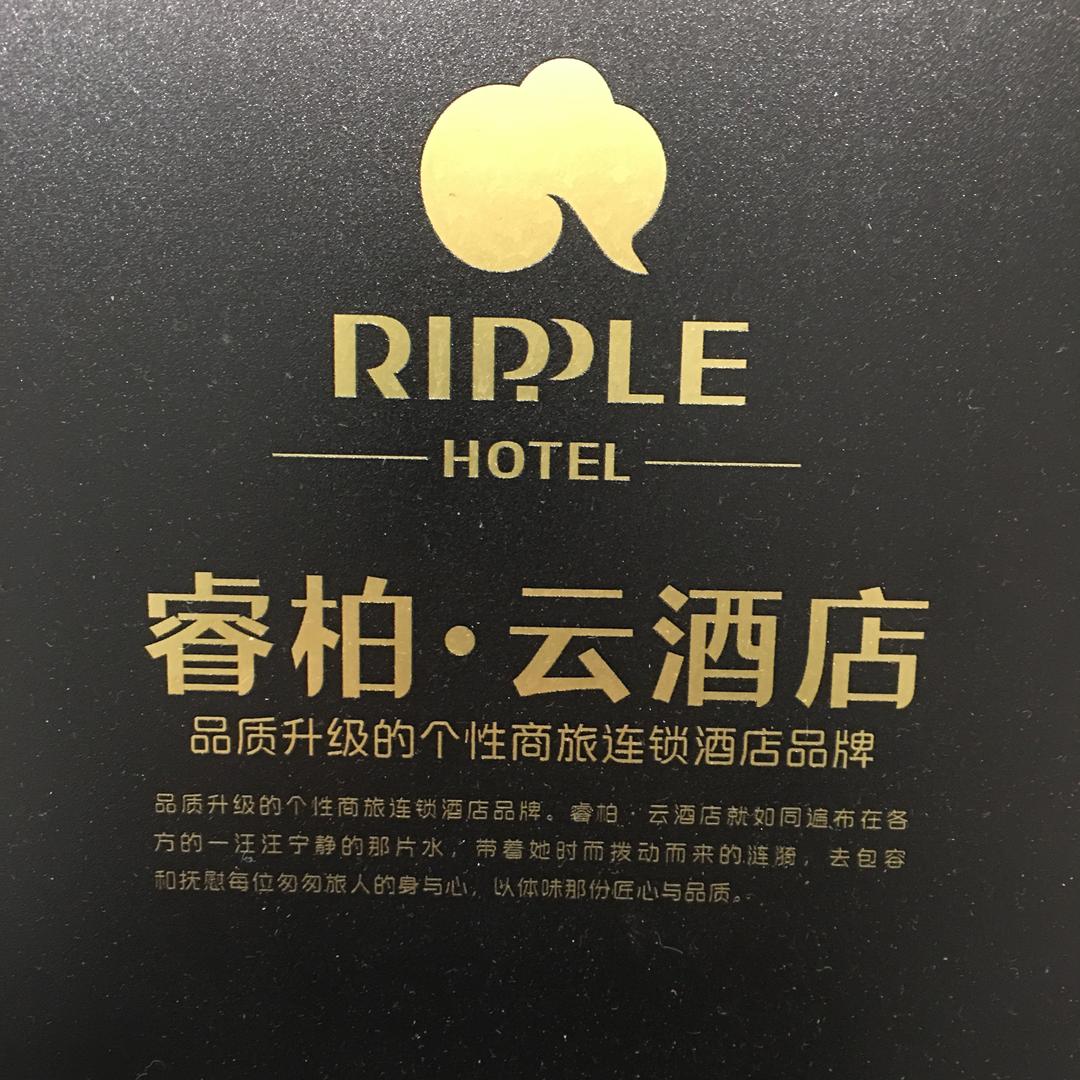 RIPPLE
HOTEL
睿柏·云酒店
品质升级的个性商旅连锁酒店品牌
品质升级的个性商旅连锁酒店品牌。睿柏·云酒店就如同遍布在各
方的一汪汪宁静的那片水，带着她时而拨动而来的涟漪，去包容
和抚慰每位匆匆旅人的身与心，以体味那份匠心与品质。